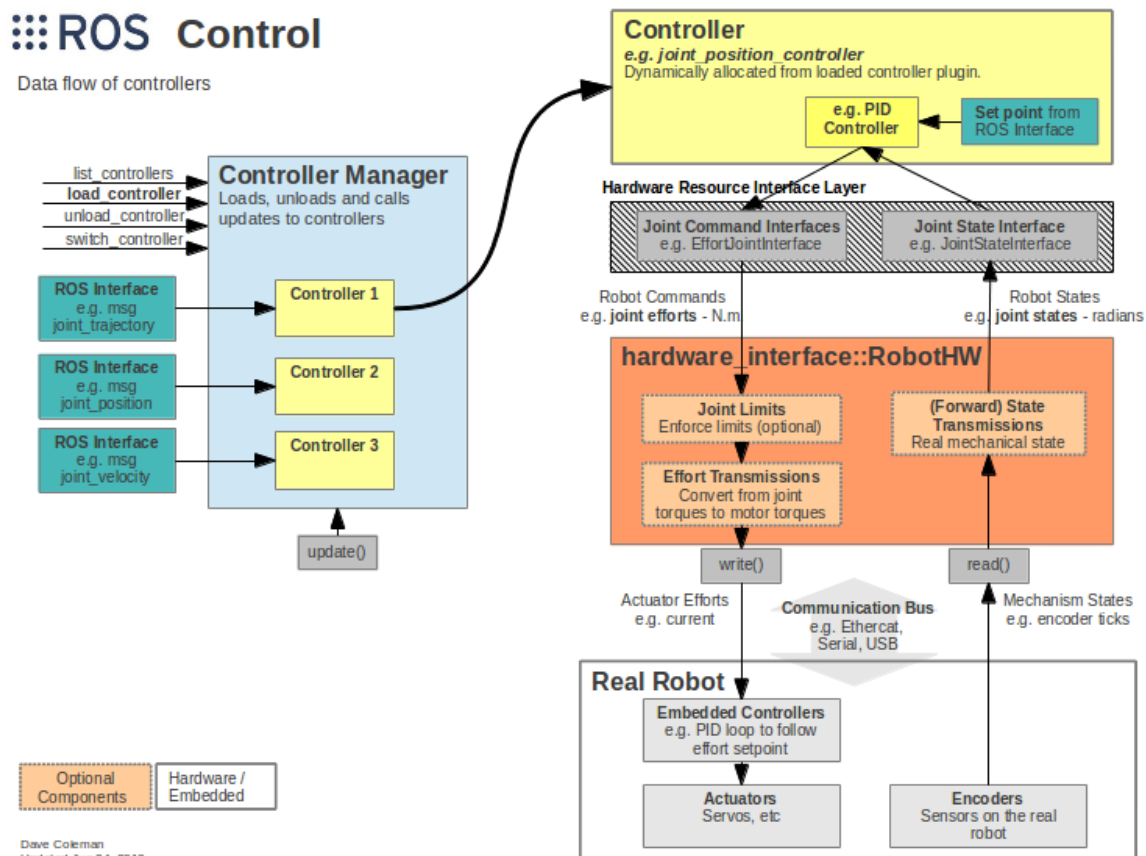 ROS Control
Data flow of controllers
list_controllers
load_controller
unload_controller
switch_controller
Controller Manager
Loads, unloads and calls
updates to controllers
ROS Interface
e.g. msg
joint_trajectory
Controller 1
ROS Interface
e.g. msg
joint_position
Controller 2
ROS Interface
e.g. msg
joint_velocity
Controller 3
update()
Controller
e.g. joint_position_controller
Dynamically allocated from loaded controller plugin.
e.g. PID
Controller
Set point from
ROS Interface
Hardware Resource Interface Layer
Joint Command Interfaces
e.g. EffortJointInterface
Joint State Interface
e.g. JointStateInterface
Robot Commands
e.g. joint efforts - N.m
Robot States
e.g. joint states - radians
hardware_interface::RobotHW
Joint Limits
Enforce limits (optional)
Effort Transmissions
Convert from joint
torques to motor torques
(Forward) State
Transmissions
Real mechanical state
write()
read()
Actuator Efforts
e.g. current
Communication Bus
e.g. Ethercat,
Serial, USB
Mechanism States
e.g. encoder ticks
Real Robot
Embedded Controllers
e.g. PID loop to follow
effort setpoint
Actuators
Servos, etc
Encoders
Sensors on the real
robot
Optional
Components
Hardware /
Embedded
Dave Coleman